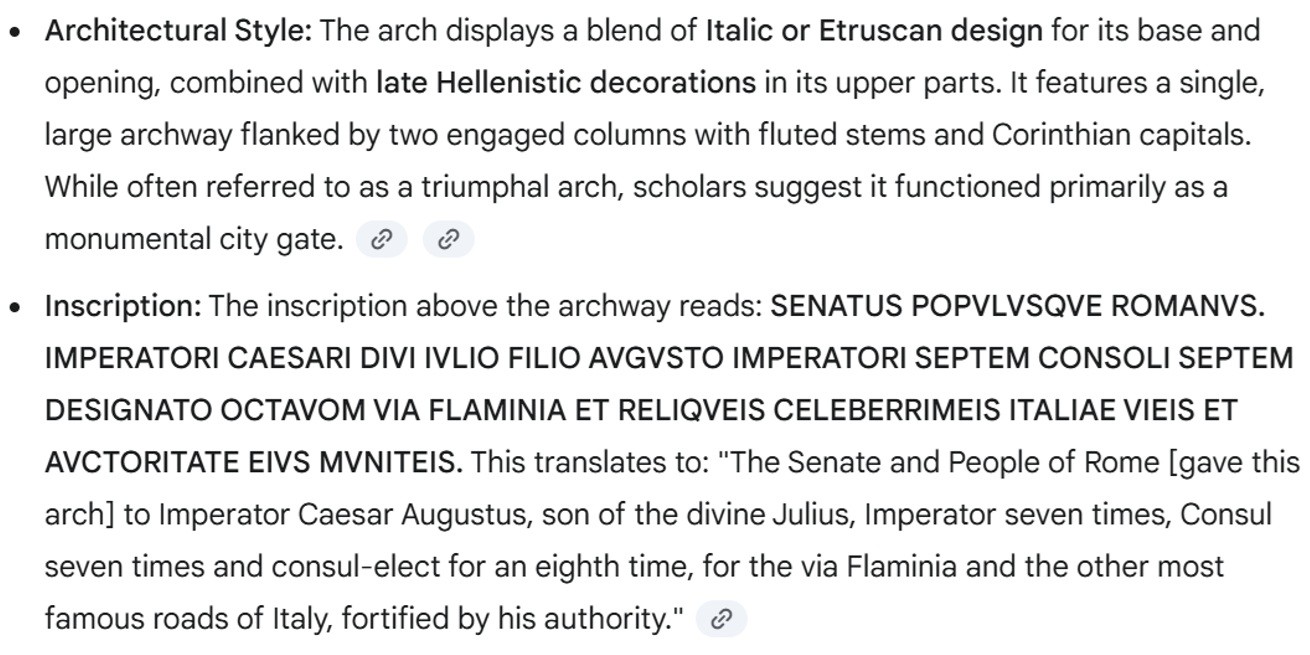 • Architectural Style: The arch displays a blend of Italic or Etruscan design for its base and
opening, combined with late Hellenistic decorations in its upper parts. It features a single,
large archway flanked by two engaged columns with fluted stems and Corinthian capitals.
While often referred to as a triumphal arch, scholars suggest it functioned primarily as a
monumental city gate.
• Inscription: The inscription above the archway reads: SENATUS POPVLVSQVE ROMANVS.
IMPERATORI CAESARI DIVI IVLIO FILIO AVGVSTO IMPERATORI SEPTEM CONSOLI SEPTEM
DESIGNATO OCTAVOM VIA FLAMINIA ET RELIQVEIS CELEBERRIMEIS ITALIAE VIEIS ET
AVCTORITATE EIVS MVNITEIS. This translates to: "The Senate and People of Rome [gave this
arch] to Imperator Caesar Augustus, son of the divine Julius, Imperator seven times, Consul
seven times and consul-elect for an eighth time, for the via Flaminia and the other most
famous roads of Italy, fortified by his authority."